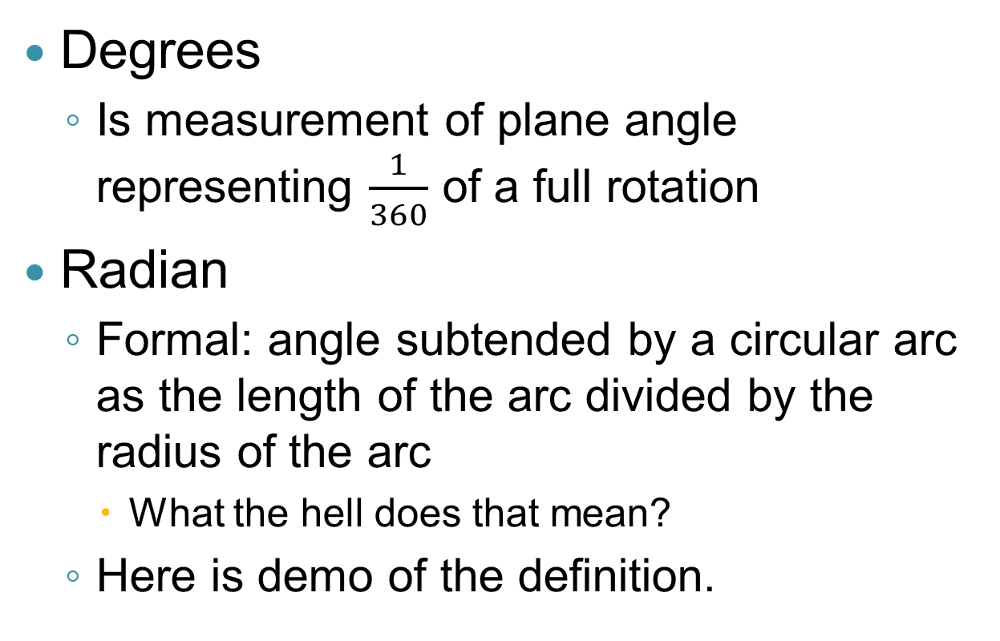 • Degrees
◦ Is measurement of plane angle
representing 1/360 of a full rotation
• Radian
◦ Formal: angle subtended by a circular arc
as the length of the arc divided by the
radius of the arc
• What the hell does that mean?
◦ Here is demo of the definition.